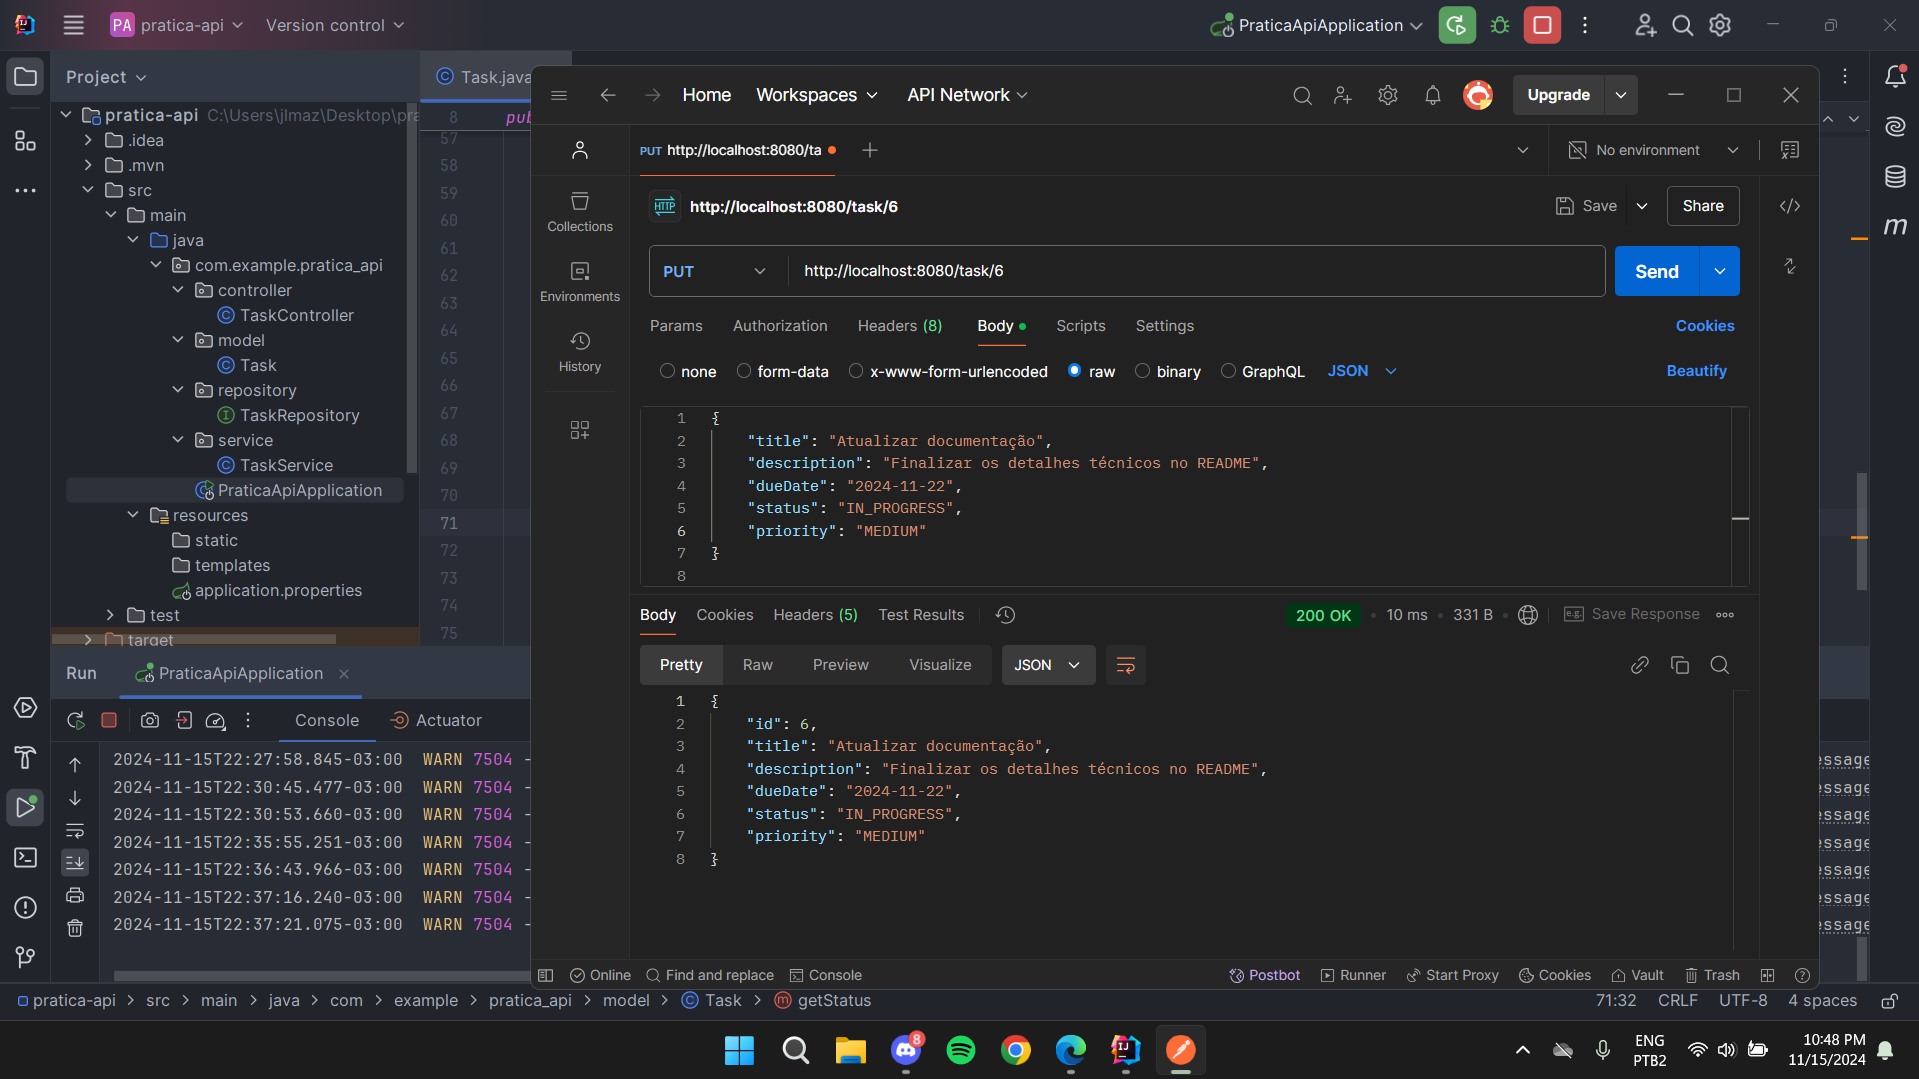 PA pratica-api
Version control
PraticaApiApplication
Project
pratica-api C:\Users\jlmaz\Desktop\pra
.idea
.mvn
src
main
java
com.example.pratica_api
controller
TaskController
model
Task
repository
TaskRepository
service
TaskService
PraticaApiApplication
resources
static
templates
application.properties
test
target
Task.java
8 pub
57
58
59
60
61
62
63
64
65
66
67
68
69
70
71
72
73
74
75
Home Workspaces API Network
Upgrade
PUT http://localhost:8080/ta
No environment
Collections
Environments
History
HTTP http://localhost:8080/task/6
Save
Share
PUT http://localhost:8080/task/6
Send
Params Authorization Headers (8) Body Scripts Settings
Cookies
none form-data x-www-form-urlencoded raw binary GraphQL JSON
Beautify
1 {
2 "title": "Atualizar documentação",
3 "description": "Finalizar os detalhes técnicos no README",
4 "dueDate": "2024-11-22",
5 "status": "IN_PROGRESS",
6 "priority": "MEDIUM"
7 }
8
Body Cookies Headers (5) Test Results
200 OK 10 ms 331 B e.g. Save Response
Pretty Raw Preview Visualize JSON
1 {
2 "id": 6,
3 "title": "Atualizar documentação",
4 "description": "Finalizar os detalhes técnicos no README",
5 "dueDate": "2024-11-22",
6 "status": "IN_PROGRESS",
7 "priority": "MEDIUM"
8 }
Online Find and replace Console
Postbot Runner Start Proxy Cookies Vault Trash
m
Run PraticaApiApplication
Console Actuator
2024-11-15T22:27:58.845-03:00 WARN 7504 - essage
2024-11-15T22:30:45.477-03:00 WARN 7504 - essage
2024-11-15T22:30:53.660-03:00 WARN 7504 - essage
2024-11-15T22:35:55.251-03:00 WARN 7504 - essage
2024-11-15T22:36:43.966-03:00 WARN 7504 - essage
2024-11-15T22:37:16.240-03:00 WARN 7504 - essage
2024-11-15T22:37:21.075-03:00 WARN 7504 - essage
pratica-api > src > main > java > com > example > pratica_api > model > Task > getStatus
71:32 CRLF UTF-8 4 spaces
8
ENG
PTB2
10:48 PM
11/15/2024